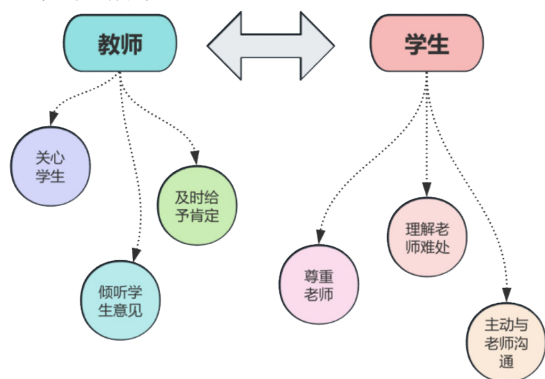 教师
学生
关心
学生
及时给
予肯定
倾听学
生意见
理解老
师难处
尊重
老师
主动与
老师沟
通